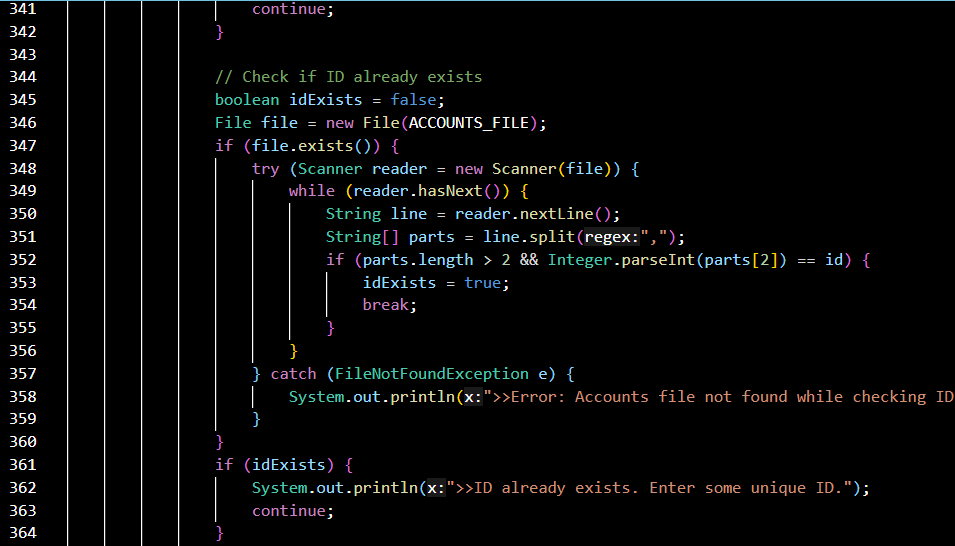 341 continue;
342 }
343
344 // Check if ID already exists
345 boolean idExists = false;
346 File file = new File(ACCOUNTS_FILE);
347 if (file.exists()) {
348 try (Scanner reader = new Scanner(file)) {
349 while (reader.hasNext()) {
350 String line = reader.nextLine();
351 String[] parts = line.split(regex:",");
352 if (parts.length > 2 && Integer.parseInt(parts[2]) == id) {
353 idExists = true;
354 break;
355 }
356 }
357 } catch (FileNotFoundException e) {
358 System.out.println(x:">>Error: Accounts file not found while checking ID
359 }
360 }
361 if (idExists) {
362 System.out.println(x:">>ID already exists. Enter some unique ID.");
363 continue;
364 }